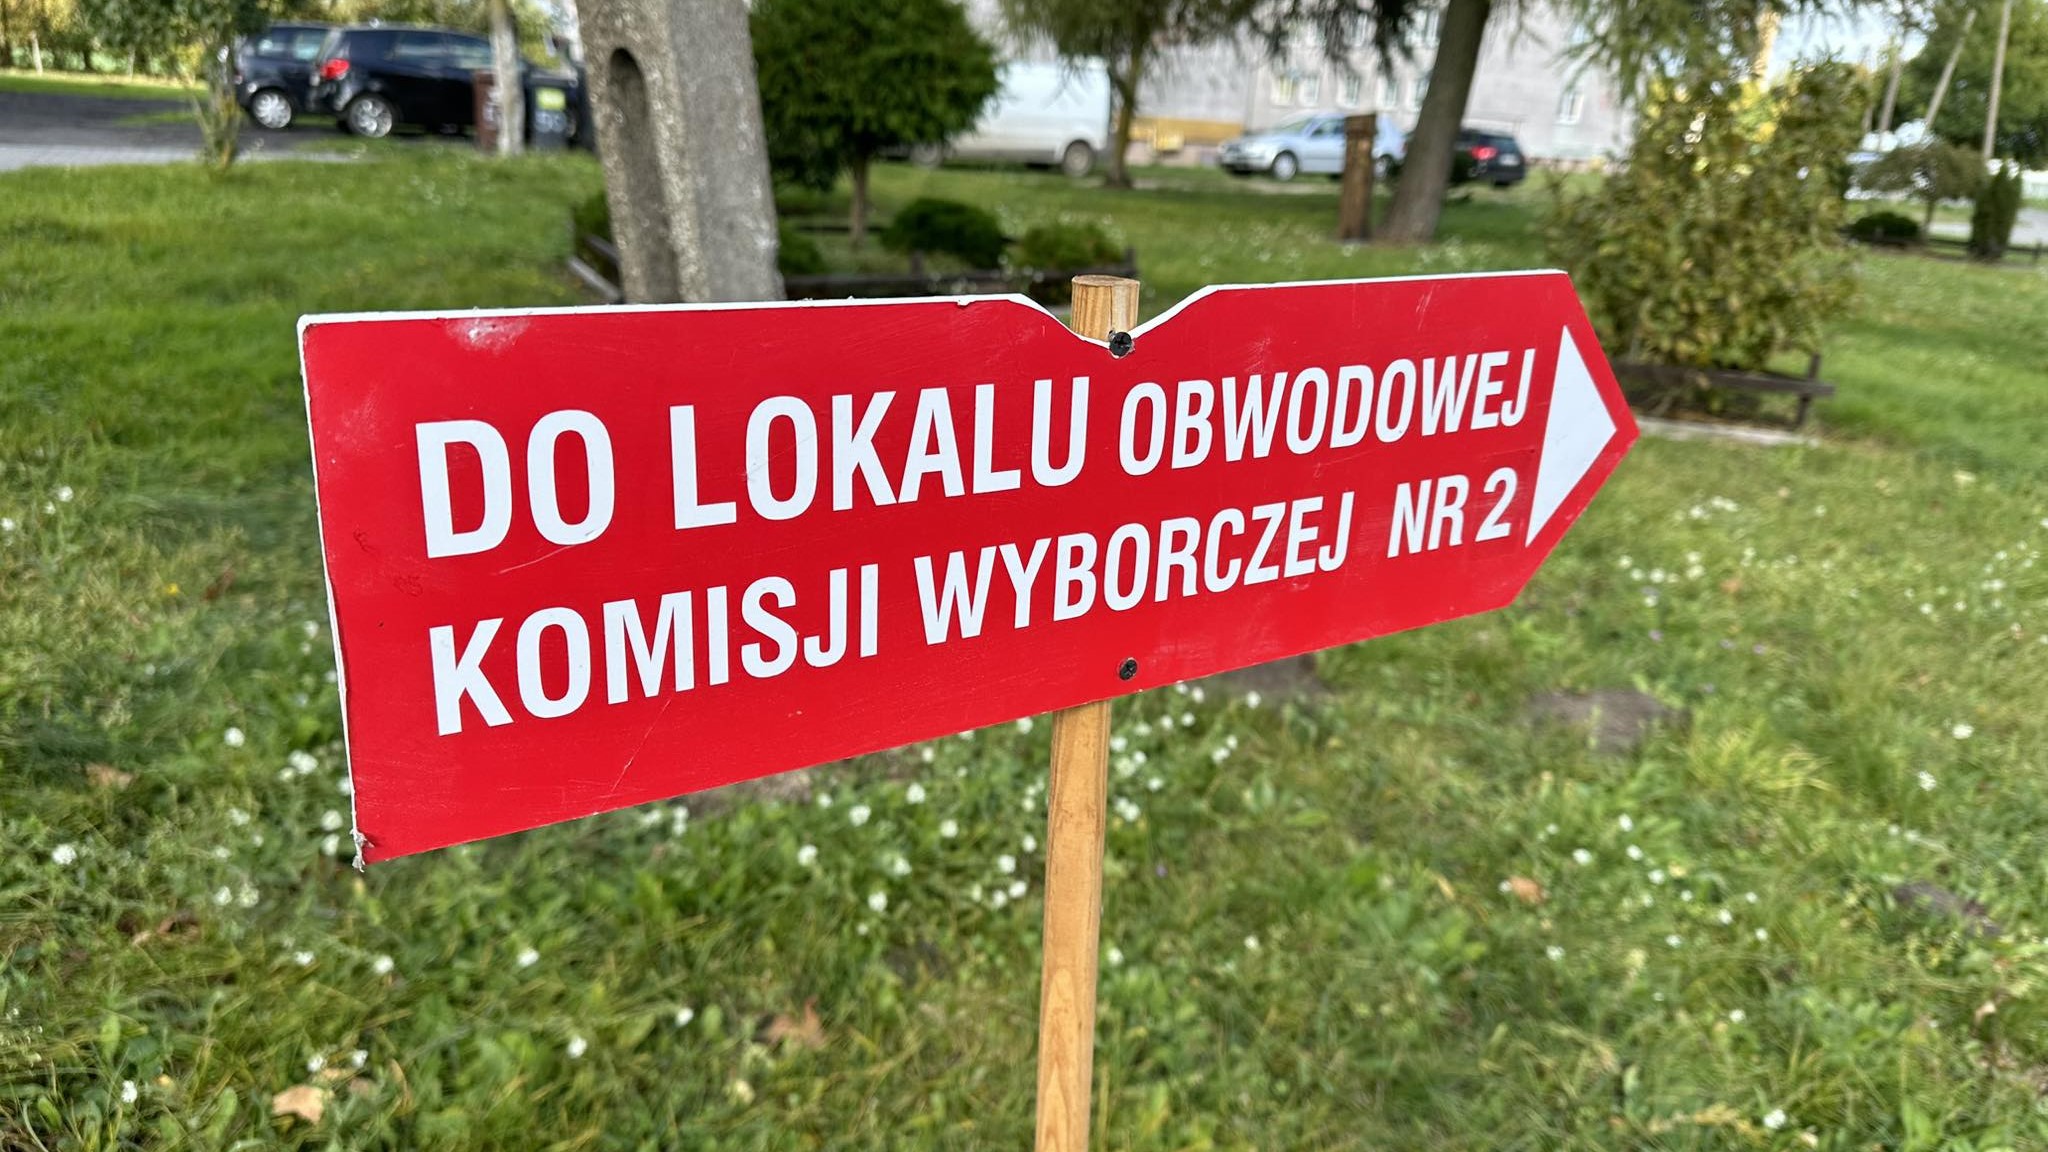 DO LOKALU OBWODOWEJ
KOMISJI WYBORCZEJ NR 2